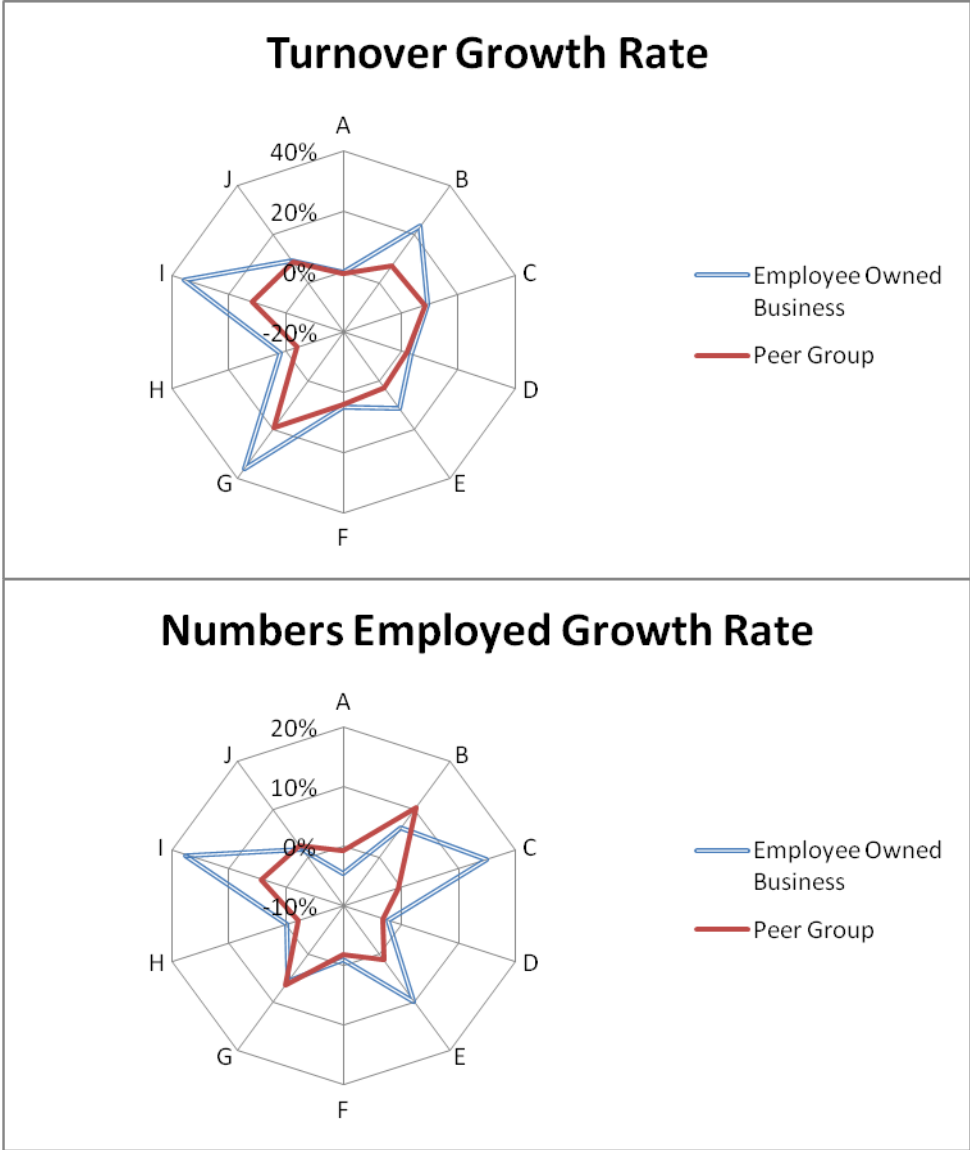 Turnover Growth Rate
A
40%
J
B
20%
I
0%
C
Employee Owned
Business
-20%
Peer Group
H
D
G
E
F
Numbers Employed Growth Rate
A
20%
J
B
10%
I
0%
C
Employee Owned
Business
-10%
Peer Group
H
D
G
E
F